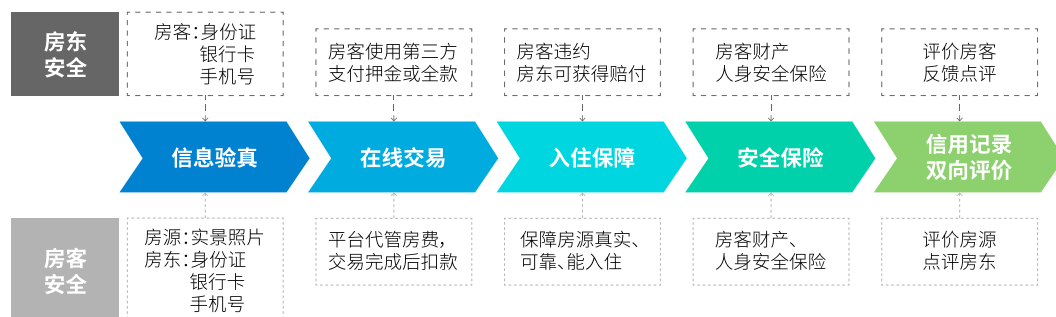 房东
安全
房客：身份证
银行卡
手机号
房客使用第三方
支付押金或全款
房客违约
房东可获得赔付
房客财产
人身安全保险
评价房客
反馈点评
信息验真
在线交易
入住保障
安全保险
信用记录
双向评价
房客
安全
房源：实景照片
房东：身份证
银行卡
手机号
平台代管房费，
交易完成后扣款
保障房源真实、
可靠、能入住
房客财产、
人身安全保险
评价房源
点评房东